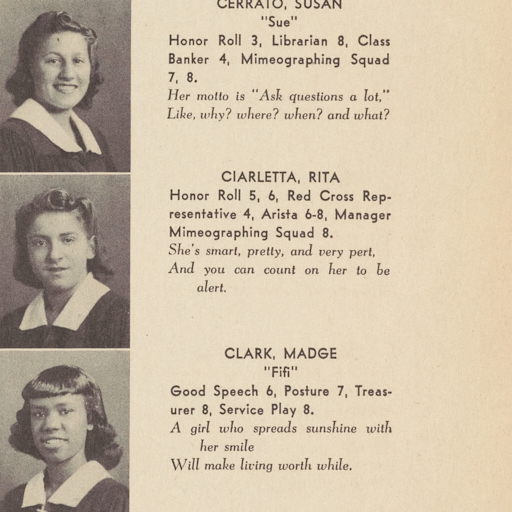 CERRATO, SUSAN
"Sue"
Honor Roll 3, Librarian 8, Class
Banker 4, Mimeographing Squad
7, 8.
Her motto is "Ask questions a lot,"
Like, why? where? when? and what?
CIARLETTA, RITA
Honor Roll 5, 6, Red Cross Rep-
resentative 4, Arista 6-8, Manager
Mimeographing Squad 8.
She's smart, pretty, and very pert,
And you can count on her to be
alert.
CLARK, MADGE
"Fifi"
Good Speech 6, Posture 7, Treas-
urer 8, Service Play 8.
A girl who spreads sunshine with
her smile
Will make living worth while.